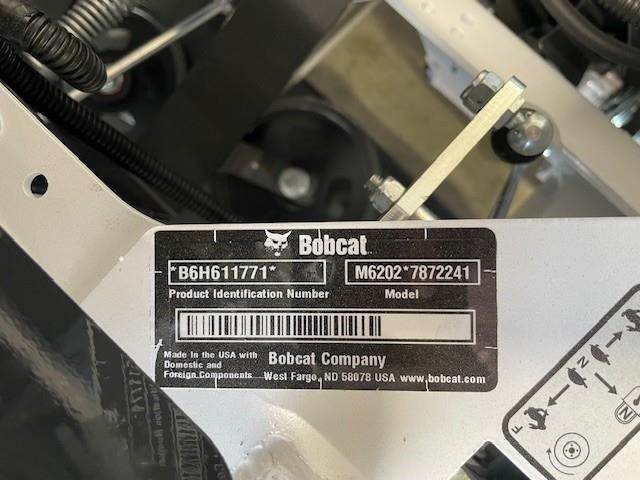 Bobcat
*B6H611771*
M6202*7872241
Product Identification Number
Model
Made in the USA with
Domestic and
Foreign Components
Bobcat Company
West Fargo, ND 58078 USA www.bobcat.com
F
N
N